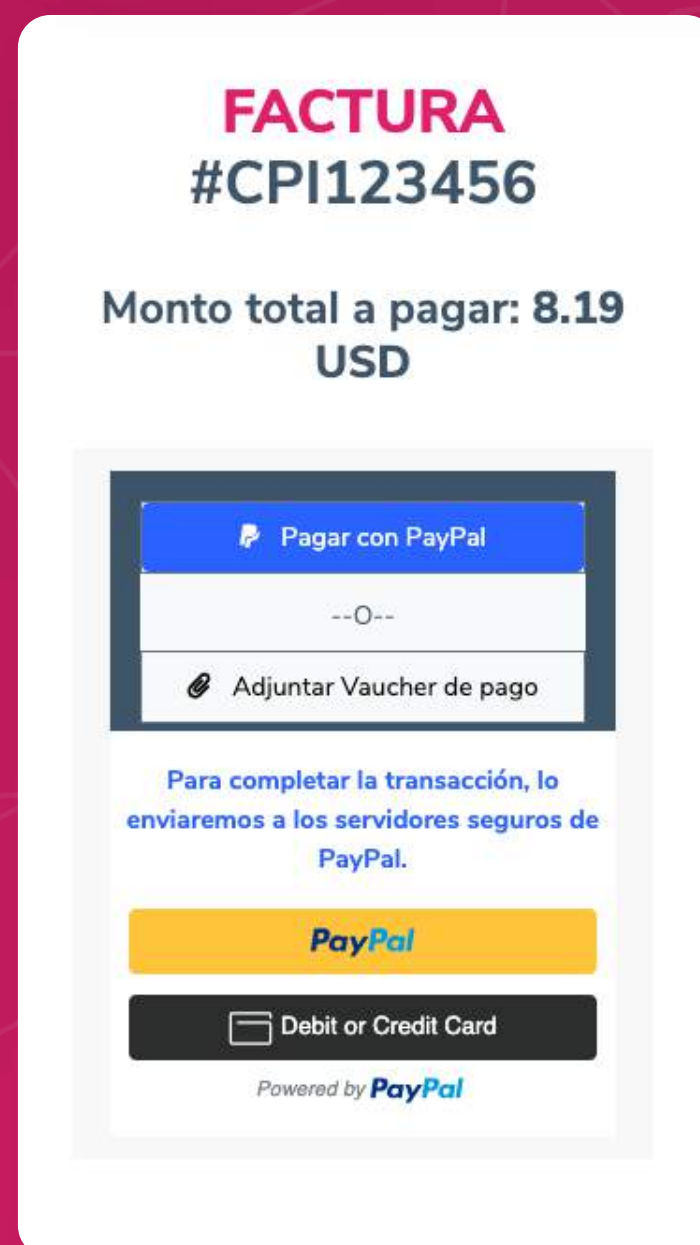 FACTURA
#CPI123456
Monto total a pagar: 8.19
USD
Pagar con PayPal
--O--
Adjuntar Vaucher de pago
Para completar la transacción, lo
enviaremos a los servidores seguros de
PayPal.
PayPal
Debit or Credit Card
Powered by PayPal